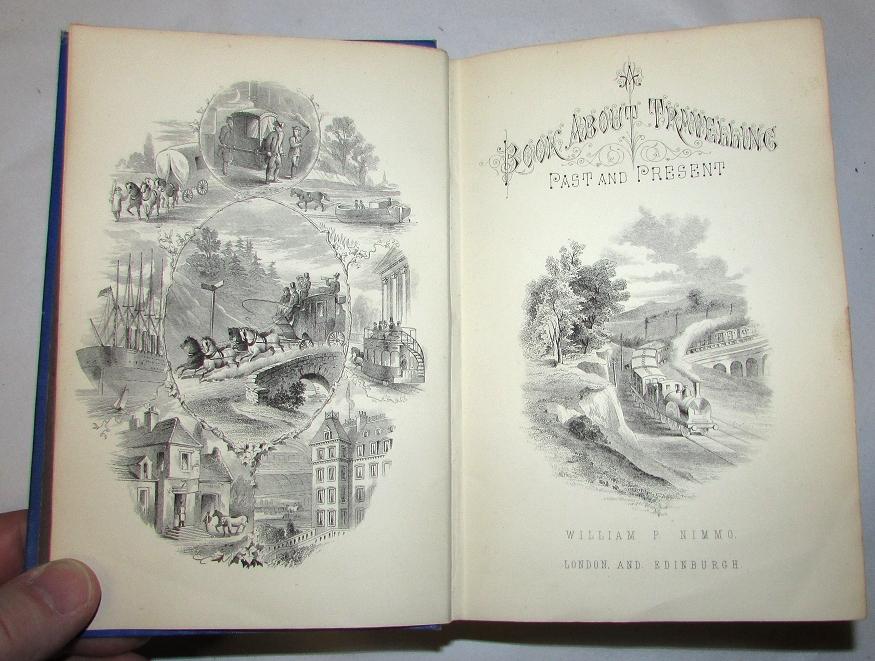 A
BOOK ABOUT TRAVELLING
PAST AND PRESENT
WILLIAM P. NIMMO.
LONDON, AND EDINBURGH.